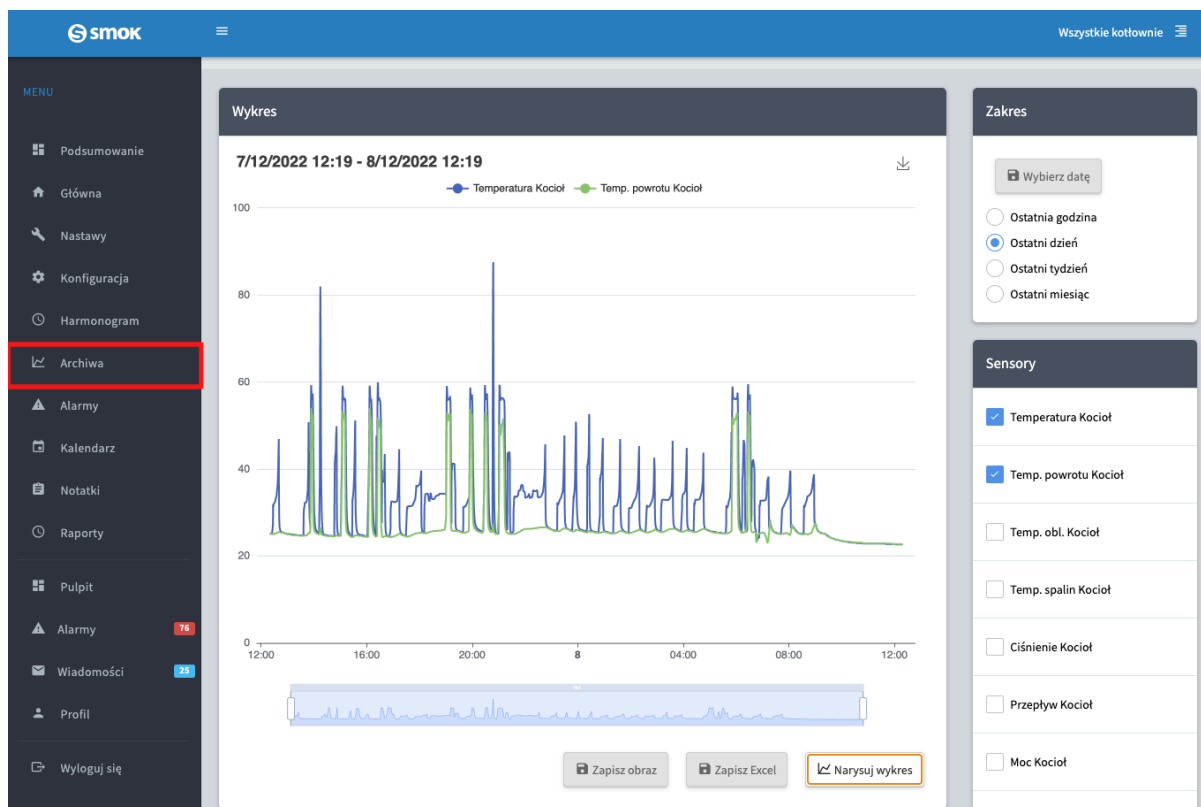 smok
Wszystkie kotłownie
MENU
Podsumowanie
Główna
Nastawy
Konfiguracja
Harmonogram
Archiwa
Alarmy
Kalendarz
Notatki
Raporty
Pulpit
Alarmy 76
Wiadomości 25
Profil
Wyloguj się
Wykres
7/12/2022 12:19 - 8/12/2022 12:19
Temperatura Kocioł Temp. powrotu Kocioł
100
80
60
40
20
0
12:00 16:00 20:00 8 04:00 08:00 12:00
Zapisz obraz Zapisz Excel Narysuj wykres
Zakres
Wybierz datę
Ostatnia godzina
Ostatni dzień
Ostatni tydzień
Ostatni miesiąc
Sensory
Temperatura Kocioł
Temp. powrotu Kocioł
Temp. obl. Kocioł
Temp. spalin Kocioł
Ciśnienie Kocioł
Przepływ Kocioł
Moc Kocioł